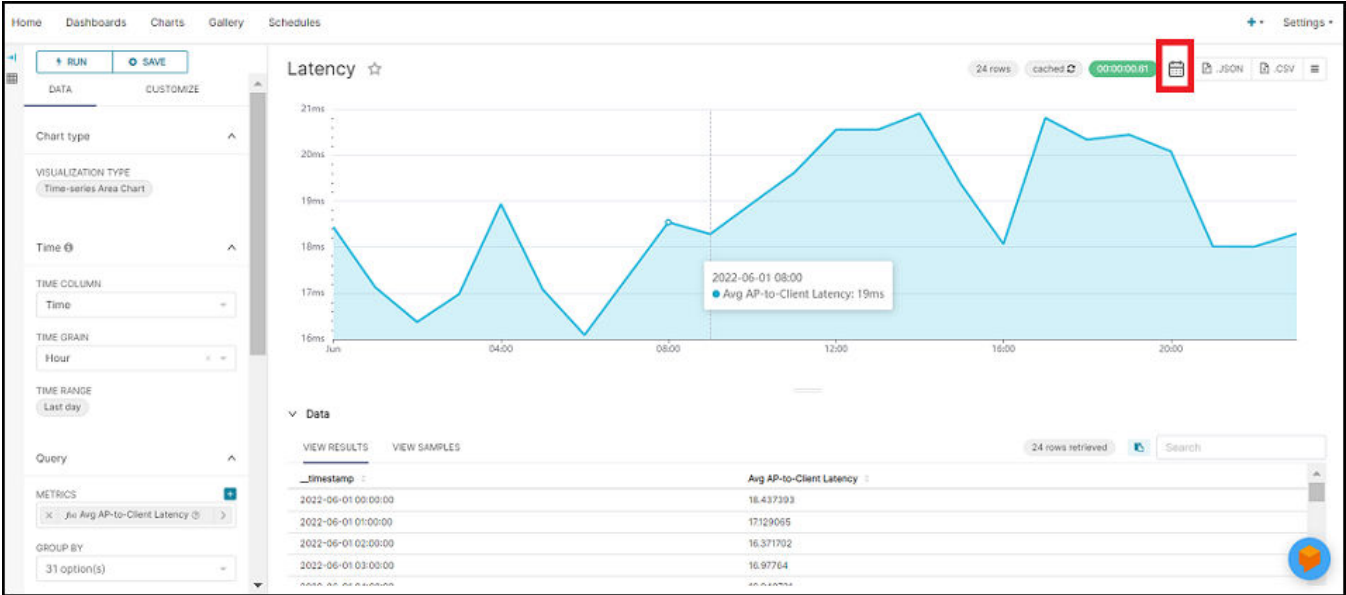 Home Dashboards Charts Gallery Schedules + Settings
RUN SAVE
DATA CUSTOMIZE
Chart type
VISUALIZATION TYPE
Time-series Area Chart
Time
TIME COLUMN
Time
TIME GRAIN
Hour
TIME RANGE
Last day
Query
METRICS
f(x) Avg AP-to-Client Latency
GROUP BY
31 option(s)
Latency
24 rows cached 00:00:00.61 .JSON .CSV
21ms
20ms
19ms
18ms
17ms
16ms
2022-06-01 08:00
Avg AP-to-Client Latency: 19ms
Jun 04:00 08:00 12:00 16:00 20:00
Data
VIEW RESULTS VIEW SAMPLES 24 rows retrieved Search
__timestamp Avg AP-to-Client Latency
2022-06-01 00:00:00 18.437393
2022-06-01 01:00:00 17.129065
2022-06-01 02:00:00 16.371702
2022-06-01 03:00:00 16.97764